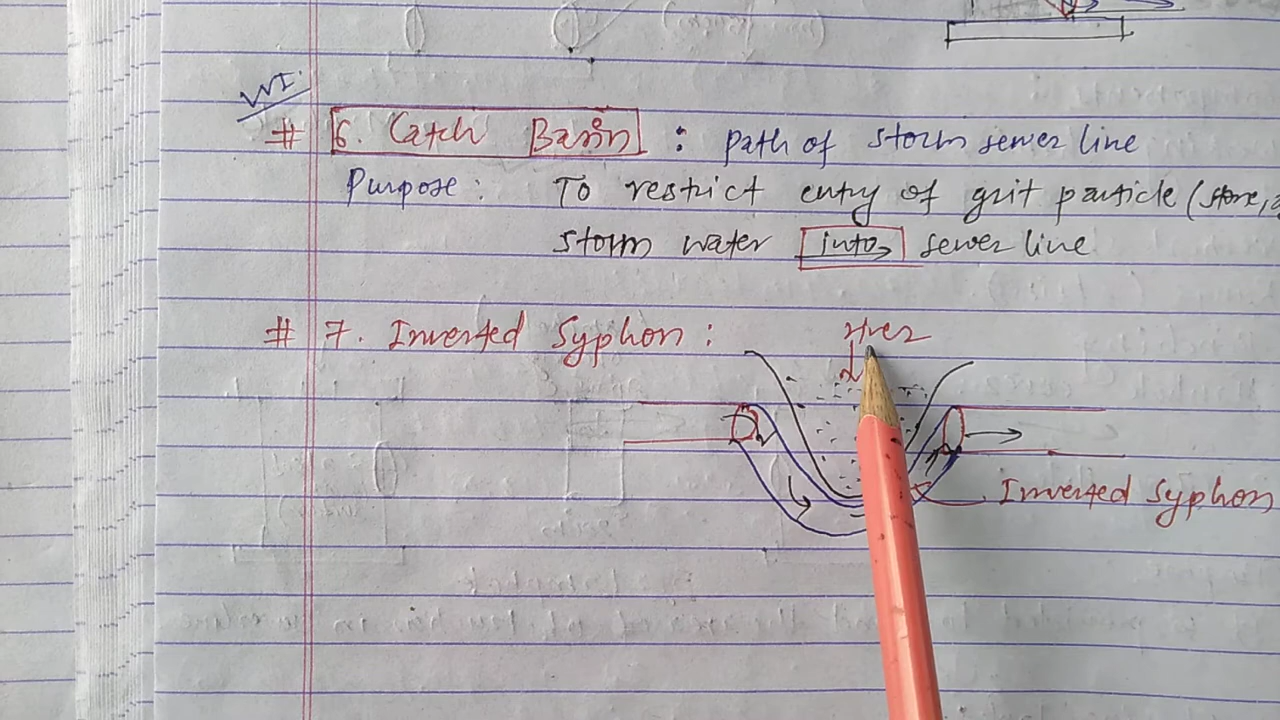 VVI.
# 6. Catch Basin : Path of storm sewer line
Purpose : To restrict entry of grit particle (stone,
storm water into sewer line
# 7. Inverted Syphon :
river
Inverted Syphon